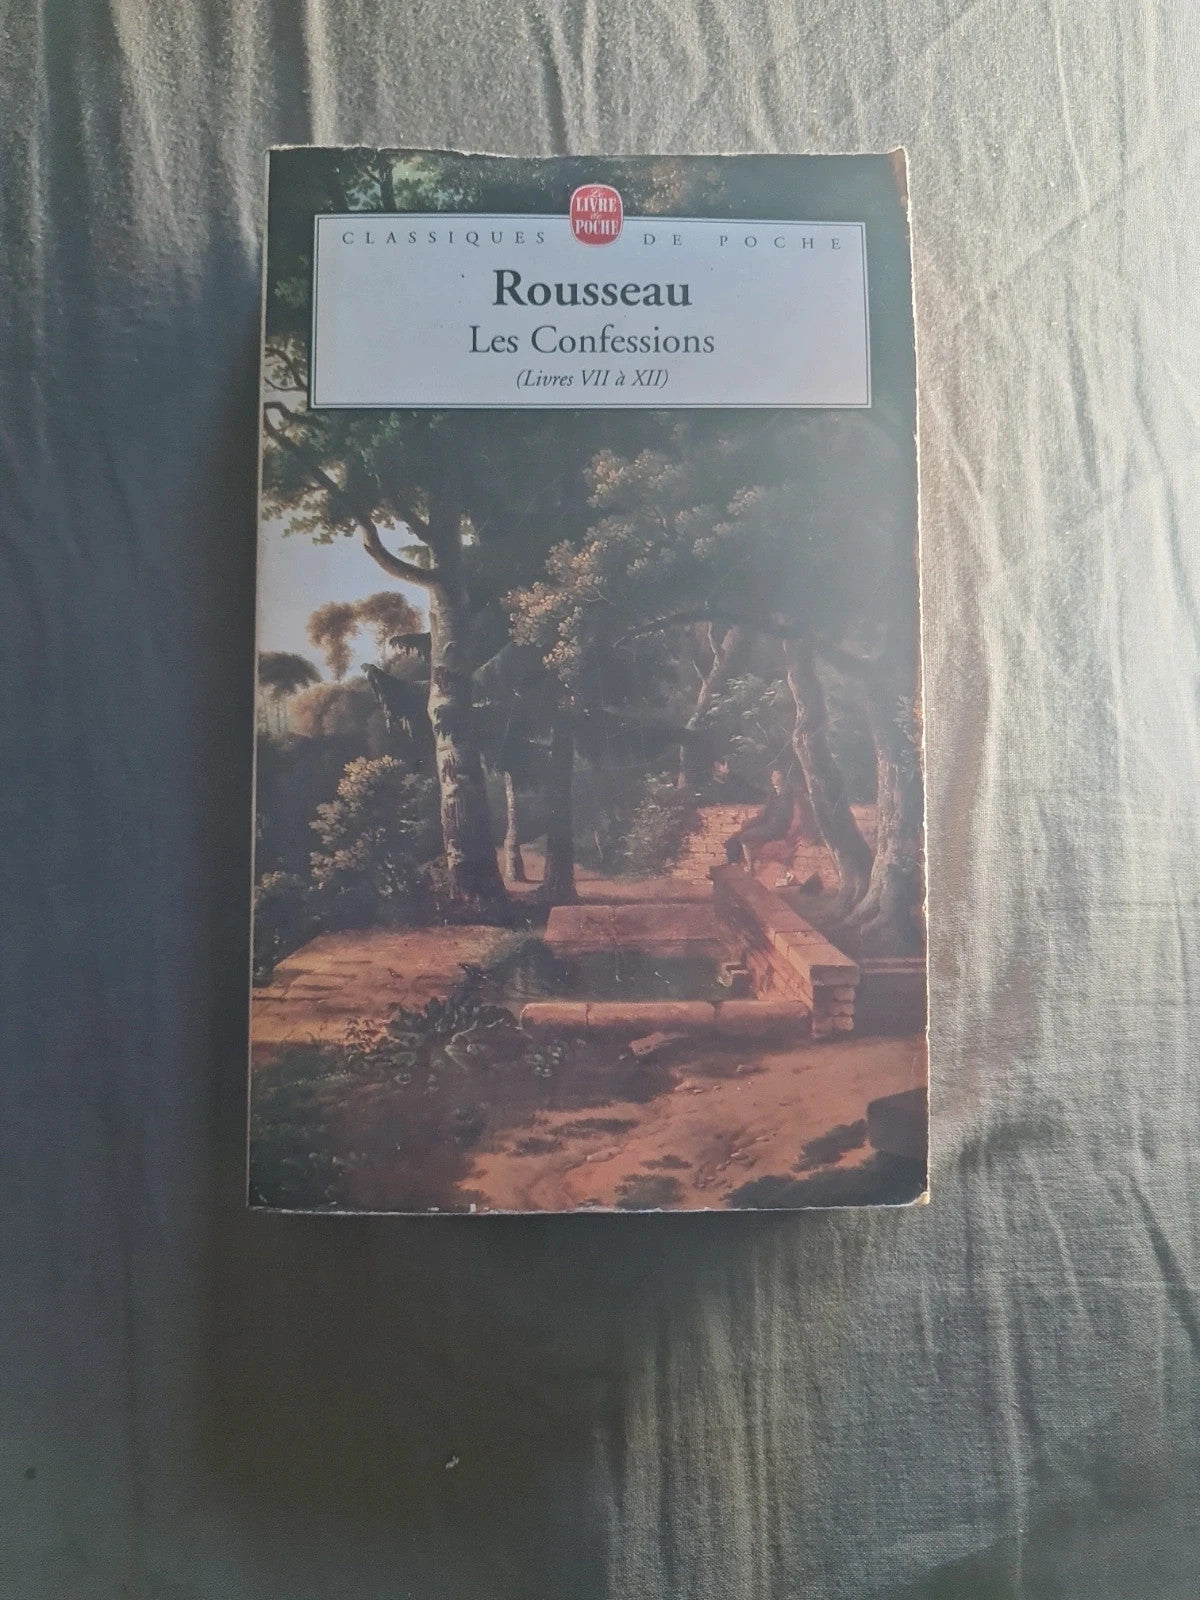 Le
LIVRE
de
POCHE
CLASSIQUES DE POCHE
Rousseau
Les Confessions
(Livres VII à XII)